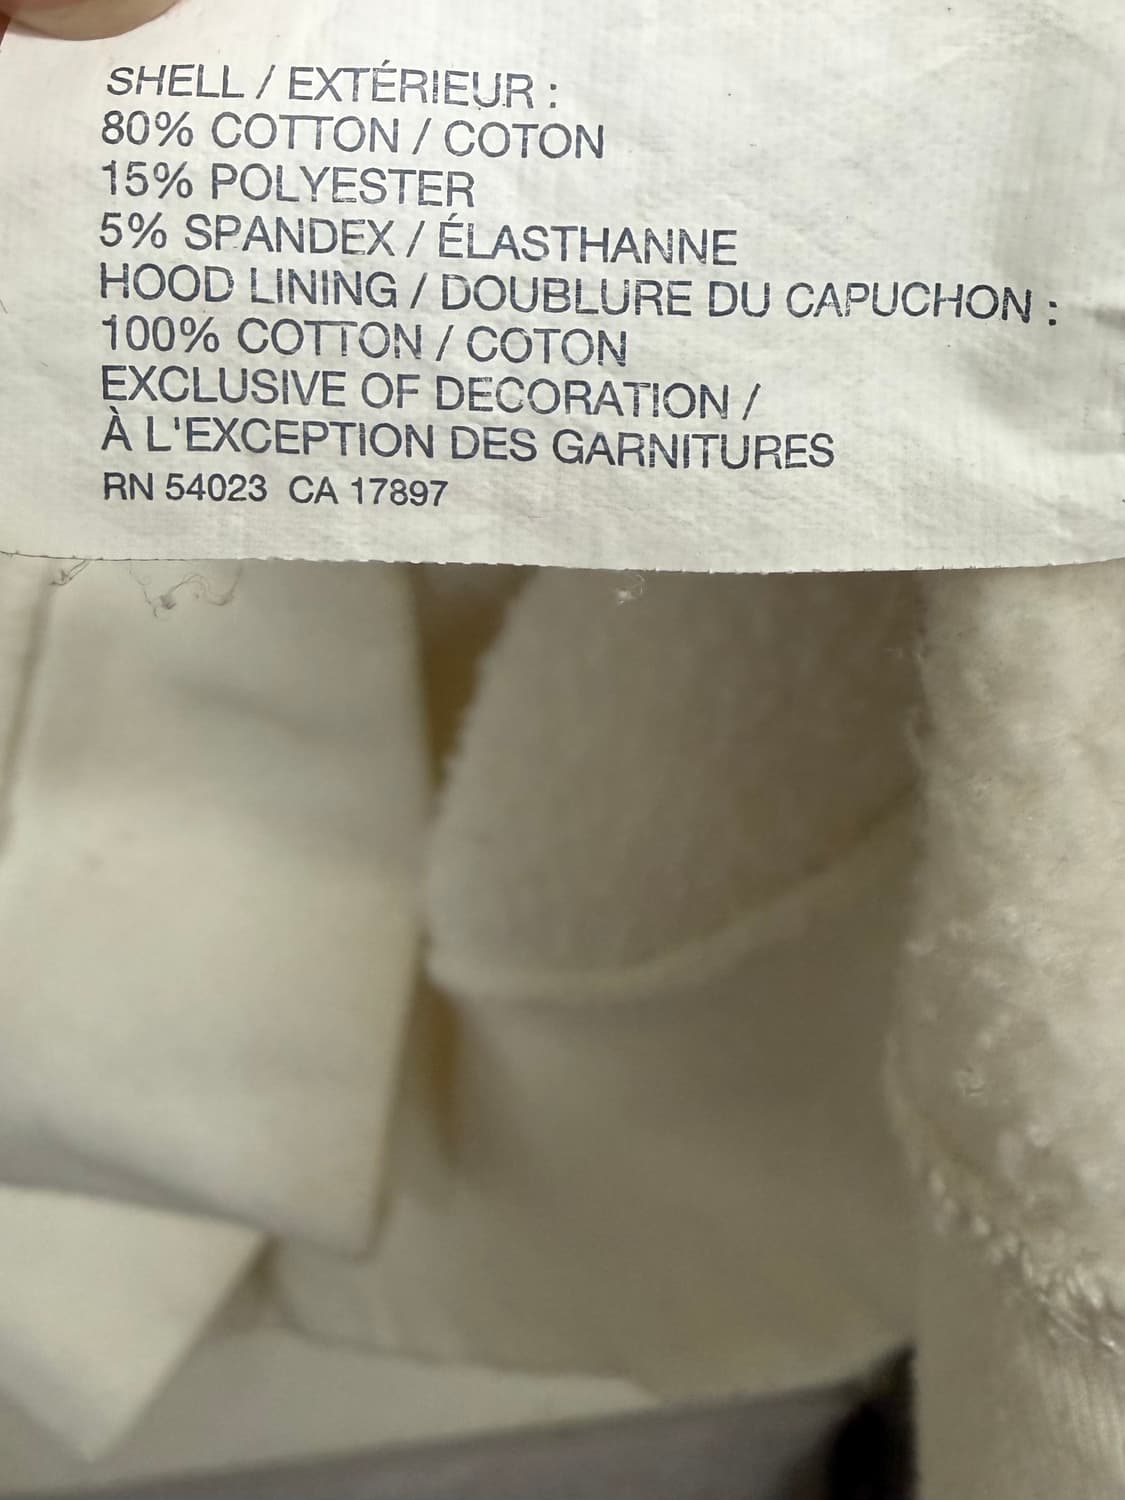 SHELL / EXTÉRIEUR :
80% COTTON / COTON
15% POLYESTER
5% SPANDEX / ÉLASTHANNE
HOOD LINING / DOUBLURE DU CAPUCHON :
100% COTTON / COTON
EXCLUSIVE OF DECORATION /
À L'EXCEPTION DES GARNITURES
RN 54023 CA 17897